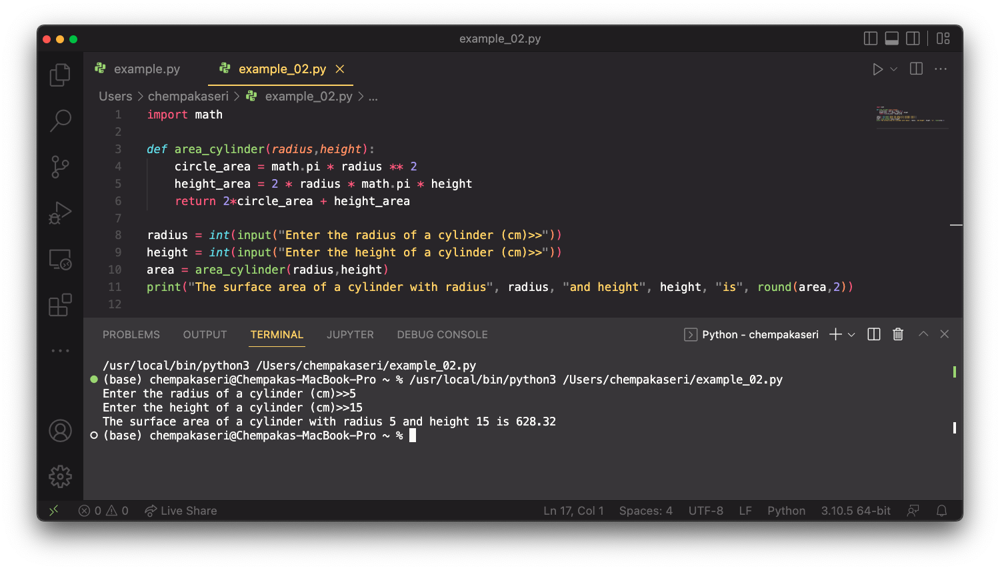 example_02.py
example.py
example_02.py ×
Users > chempakaseri > example_02.py > ...
1 import math
2
3 def area_cylinder(radius,height):
4     circle_area = math.pi * radius ** 2
5     height_area = 2 * radius * math.pi * height
6     return 2*circle_area + height_area
7
8 radius = int(input("Enter the radius of a cylinder (cm)>>"))
9 height = int(input("Enter the height of a cylinder (cm)>>"))
10 area = area_cylinder(radius,height)
11 print("The surface area of a cylinder with radius", radius, "and height", height, "is", round(area,2))
12
PROBLEMS OUTPUT TERMINAL JUPYTER DEBUG CONSOLE Python - chempakaseri
/usr/local/bin/python3 /Users/chempakaseri/example_02.py
(base) chempakaseri@Chempakas-MacBook-Pro ~ % /usr/local/bin/python3 /Users/chempakaseri/example_02.py
Enter the radius of a cylinder (cm)>>5
Enter the height of a cylinder (cm)>>15
The surface area of a cylinder with radius 5 and height 15 is 628.32
(base) chempakaseri@Chempakas-MacBook-Pro ~ %
0 0 Live Share Ln 17, Col 1 Spaces: 4 UTF-8 LF Python 3.10.5 64-bit